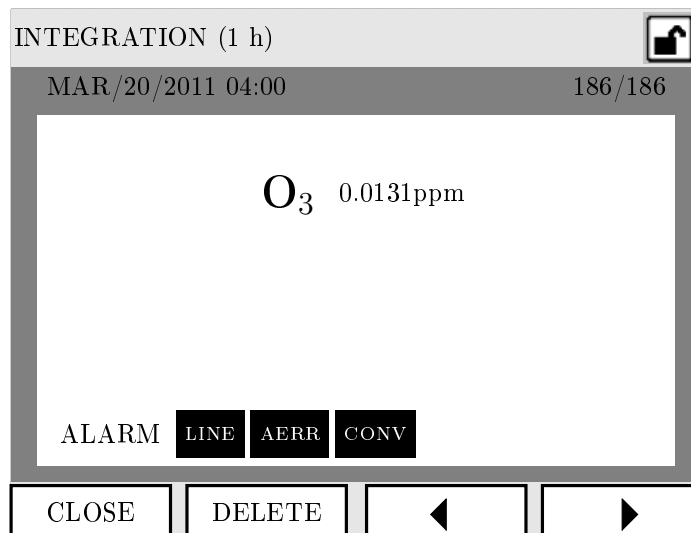 INTEGRATION (1 h)
MAR/20/2011 04:00 186/186
O₃ 0.0131ppm
ALARM LINE AERR CONV
CLOSE DELETE